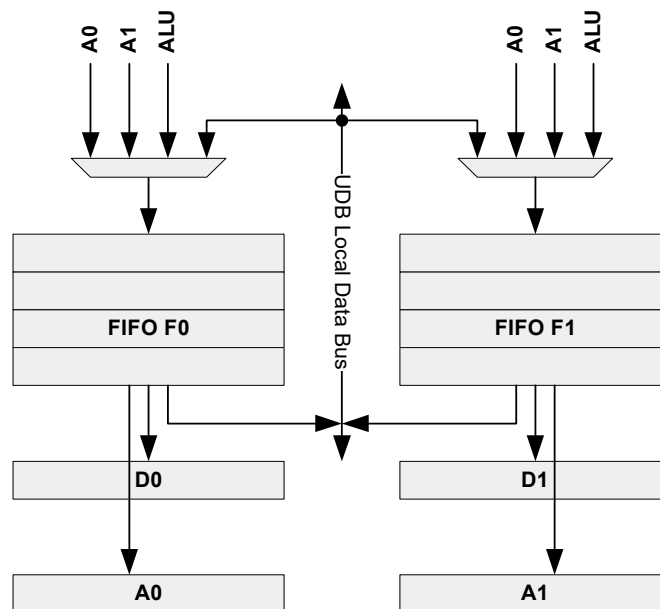 A0
A1
ALU
A0
A1
ALU
UDB Local Data Bus
FIFO F0
FIFO F1
D0
D1
A0
A1